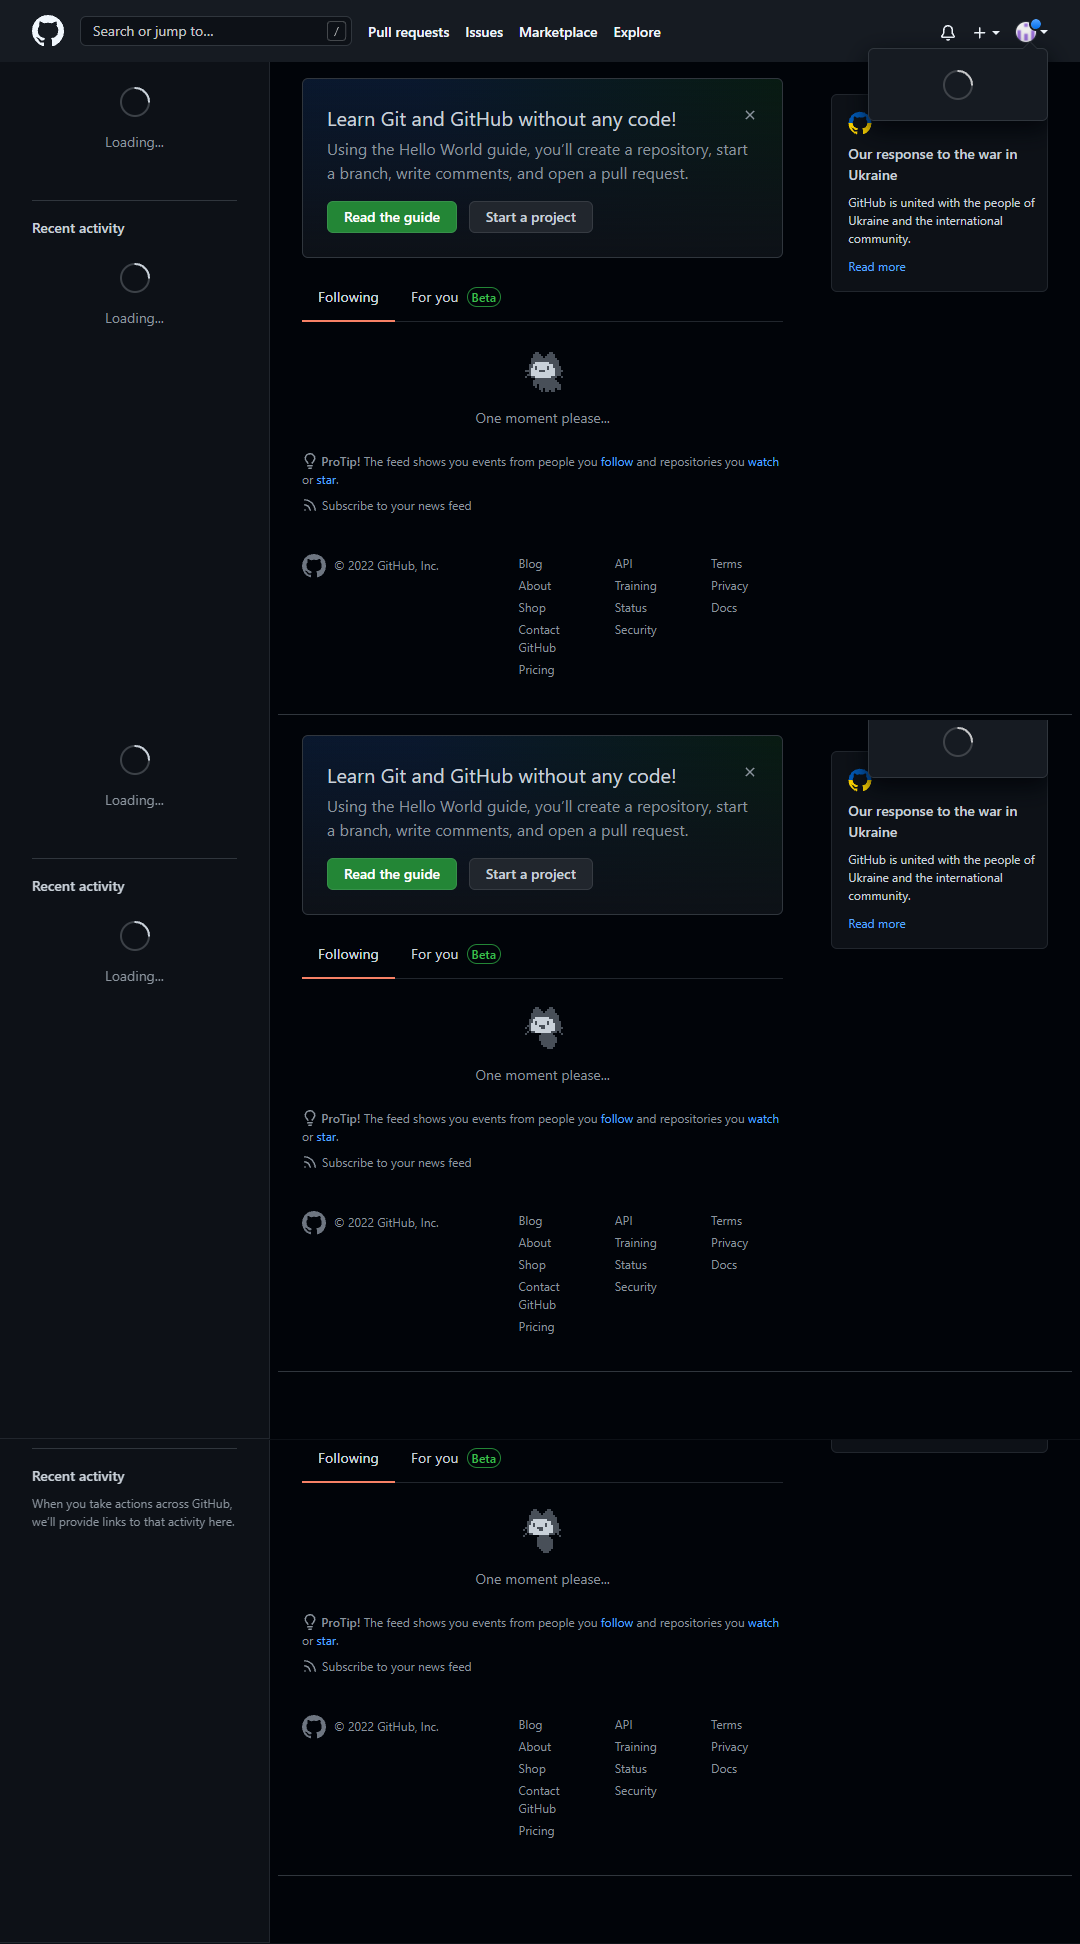 Search or jump to...
/
Pull requests
Issues
Marketplace
Explore
Loading...
Recent activity
Loading...
Learn Git and GitHub without any code!
Using the Hello World guide, you’ll create a repository, start
a branch, write comments, and open a pull request.
Read the guide
Start a project
Following
For you
Beta
One moment please...
ProTip! The feed shows you events from people you follow and repositories you watch
or star.
Subscribe to your news feed
© 2022 GitHub, Inc.
Blog
About
Shop
Contact
GitHub
Pricing
API
Training
Status
Security
Terms
Privacy
Docs
Our response to the war in
Ukraine
GitHub is united with the people of
Ukraine and the international
community.
Read more
Loading...
Recent activity
Loading...
Learn Git and GitHub without any code!
Using the Hello World guide, you’ll create a repository, start
a branch, write comments, and open a pull request.
Read the guide
Start a project
Following
For you
Beta
One moment please...
ProTip! The feed shows you events from people you follow and repositories you watch
or star.
Subscribe to your news feed
© 2022 GitHub, Inc.
Blog
About
Shop
Contact
GitHub
Pricing
API
Training
Status
Security
Terms
Privacy
Docs
Our response to the war in
Ukraine
GitHub is united with the people of
Ukraine and the international
community.
Read more
Recent activity
When you take actions across GitHub,
we’ll provide links to that activity here.
Following
For you
Beta
One moment please...
ProTip! The feed shows you events from people you follow and repositories you watch
or star.
Subscribe to your news feed
© 2022 GitHub, Inc.
Blog
About
Shop
Contact
GitHub
Pricing
API
Training
Status
Security
Terms
Privacy
Docs